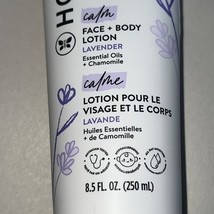 HO
calm
FACE + BODY
LOTION
LAVENDER
Essential Oils
+ Chamomile
calme
LOTION POUR LE
VISAGE ET LE CORPS
LAVANDE
Huiles Essentielles
+ de Camomille
8.5 FL. OZ. (250 mL)